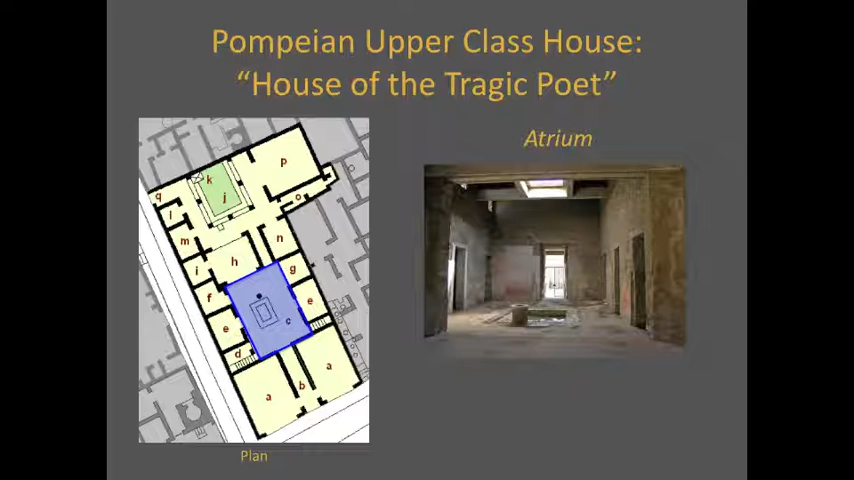 Pompeian Upper Class House:
“House of the Tragic Poet”
Atrium
k
p
q
j
o
l
m
n
h
i
g
f
e
c
e
d
a
b
a
Plan